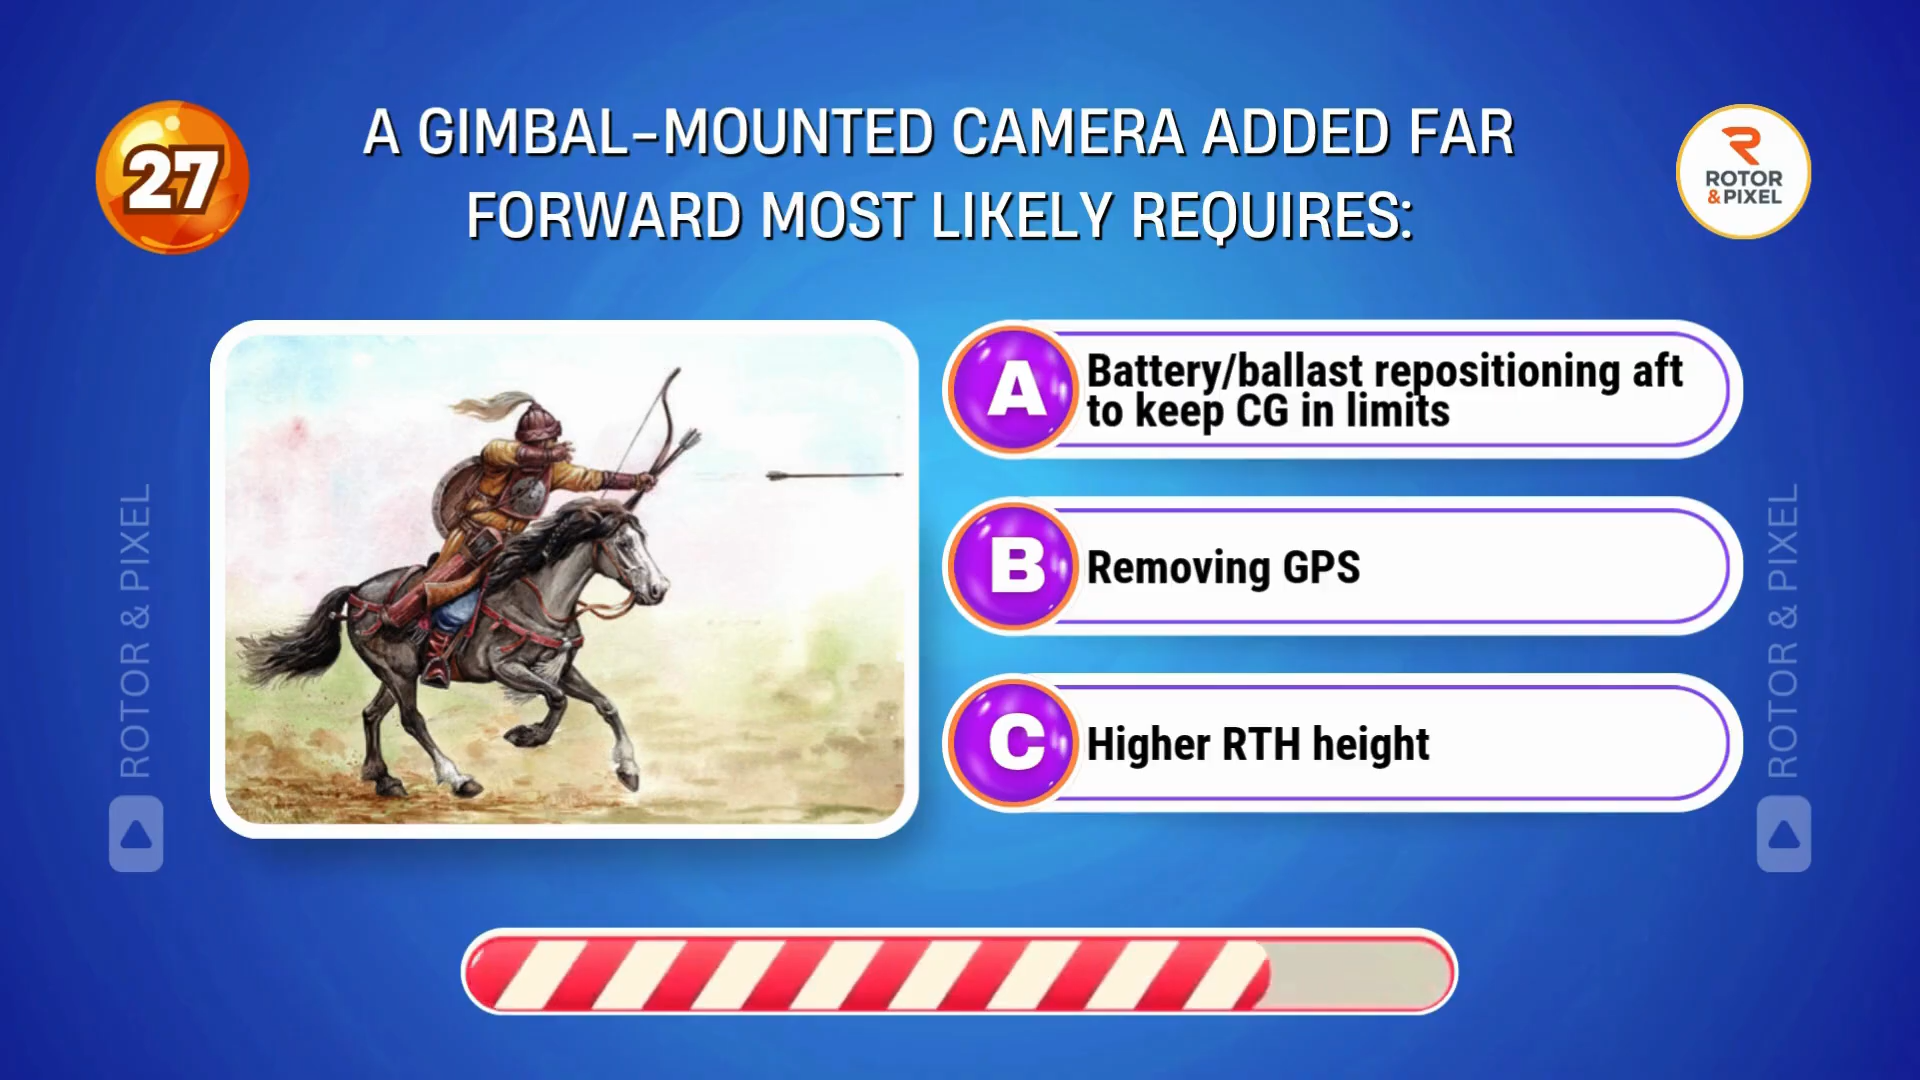 27
A GIMBAL-MOUNTED CAMERA ADDED FAR
FORWARD MOST LIKELY REQUIRES:
ROTOR
&PIXEL
A
Battery/ballast repositioning aft
to keep CG in limits
B
Removing GPS
C
Higher RTH height
ROTOR & PIXEL
ROTOR & PIXEL